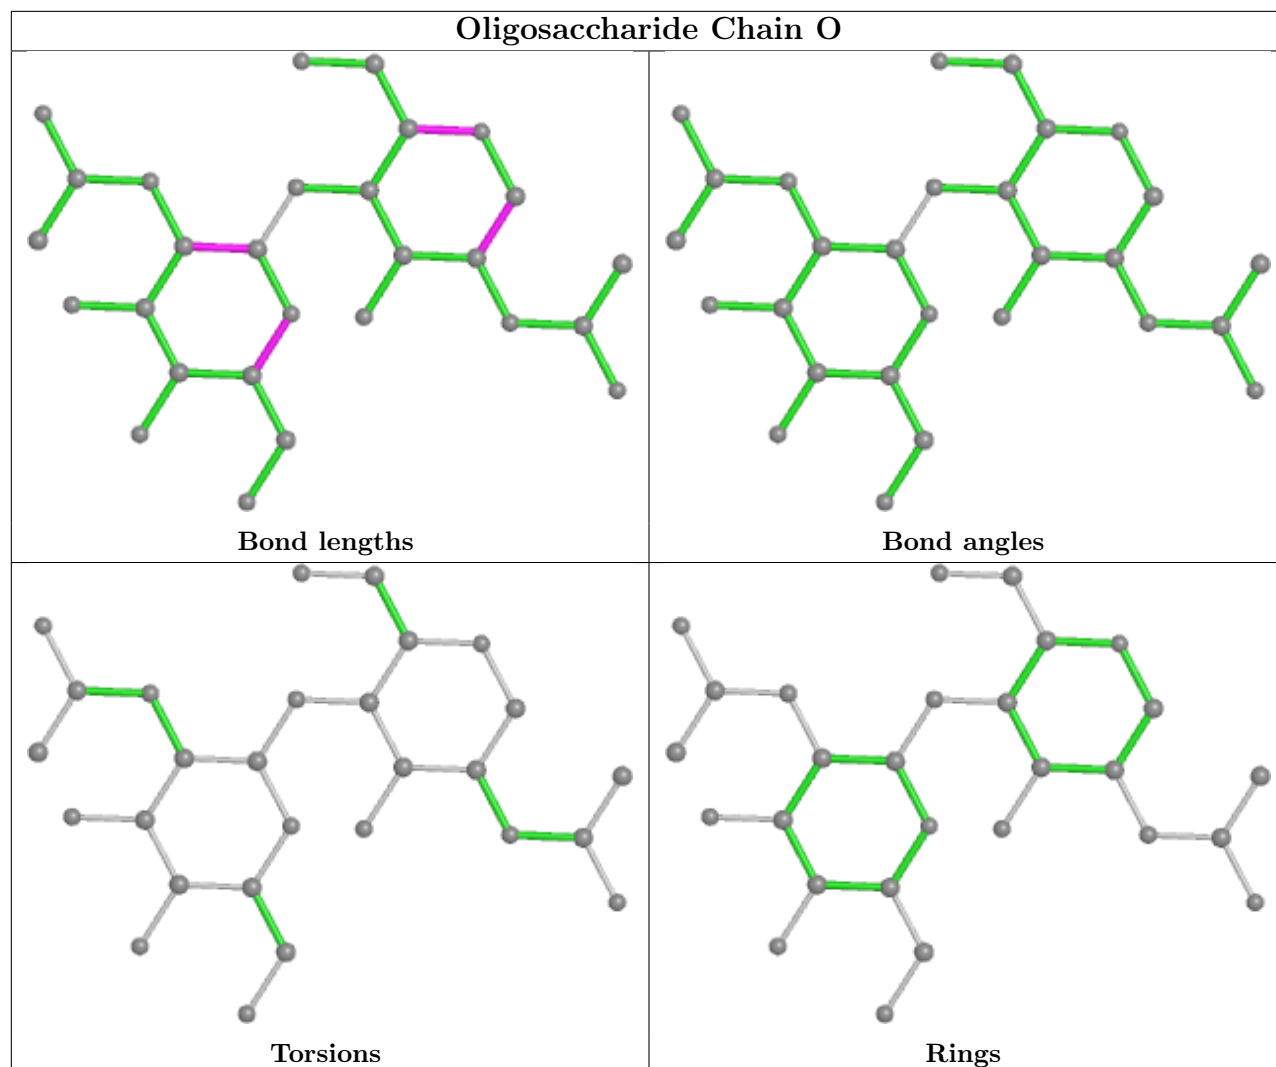 Oligosaccharide Chain O
Bond lengths
Bond angles
Torsions
Rings